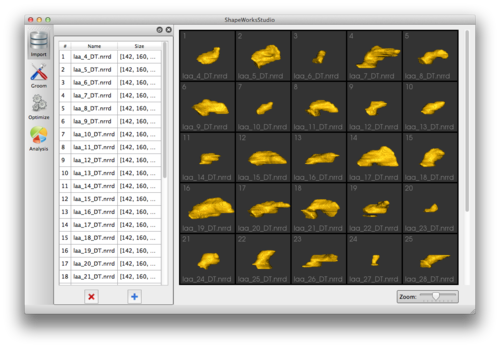 ShapeWorksStudio
Import
Groom
Optimize
Analysis
# Name Size
1 laa_4_DT.nrrd [142, 160, ...
2 laa_5_DT.nrrd [142, 160, ...
3 laa_6_DT.nrrd [142, 160, ...
4 laa_7_DT.nrrd [142, 160, ...
5 laa_8_DT.nrrd [142, 160, ...
6 laa_9_DT.nrrd [142, 160, ...
7 laa_10_DT.nrrd [142, 160, ...
8 laa_11_DT.nrrd [142, 160, ...
9 laa_12_DT.nrrd [142, 160, ...
10 laa_13_DT.nrrd [142, 160, ...
11 laa_14_DT.nrrd [142, 160, ...
12 laa_15_DT.nrrd [142, 160, ...
13 laa_16_DT.nrrd [142, 160, ...
14 laa_17_DT.nrrd [142, 160, ...
15 laa_18_DT.nrrd [142, 160, ...
16 laa_19_DT.nrrd [142, 160, ...
17 laa_20_DT.nrrd [142, 160, ...
18 laa_21_DT.nrrd [142, 160, ...
1 2 3 4 5
laa_4_DT.nrrd laa_5_DT.nrrd laa_6_DT.nrrd laa_7_DT.nrrd laa_8_DT.nrrd
6 7 8 9 10
laa_9_DT.nrrd laa_10_DT.nrrd laa_11_DT.nrrd laa_12_DT.nrrd laa_13_DT.nrrd
11 12 13 14 15
laa_14_DT.nrrd laa_15_DT.nrrd laa_16_DT.nrrd laa_17_DT.nrrd laa_18_DT.nrrd
16 17 18 19 20
laa_19_DT.nrrd laa_20_DT.nrrd laa_21_DT.nrrd laa_22_DT.nrrd laa_23_DT.nrrd
21 22 23 24 25
laa_24_DT.nrrd laa_25_DT.nrrd laa_26_DT.nrrd laa_27_DT.nrrd laa_28_DT.nrrd
Zoom: